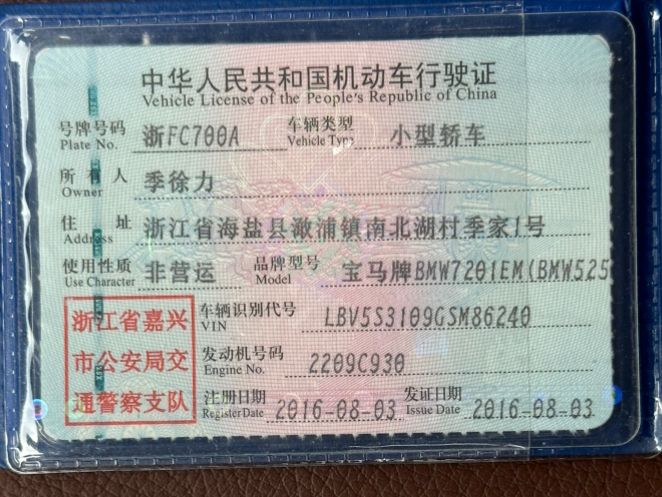 中华人民共和国机动车行驶证
Vehicle License of the People's Republic of China
号牌号码 浙FC700A 车辆类型 小型轿车
Plate No. Vehicle Type
所有人 季徐力
Owner
住址 浙江省海盐县澉浦镇南北湖村季家1号
Address
使用性质 非营运 品牌型号 宝马牌BMW7201EM(BMW525
Use Character Model
浙江省嘉兴
市公安局交
通警察支队
车辆识别代号 LBV5S3109GSM86240
VIN
发动机号码 2209C930
Engine No.
注册日期 2016-08-03 发证日期 2016-08-03
Register Date Issue Date